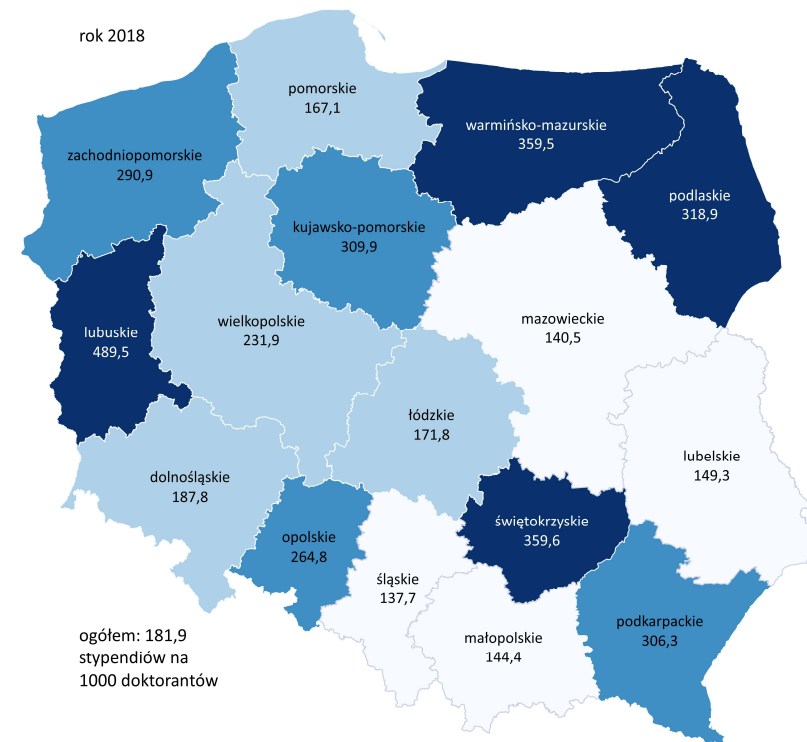 rok 2018
pomorskie
167,1
warmińsko-mazurskie
359,5
zachodniopomorskie
290,9
podlaskie
318,9
kujawsko-pomorskie
309,9
lubuskie
489,5
wielkopolskie
231,9
mazowieckie
140,5
łódzkie
171,8
lubelskie
149,3
dolnośląskie
187,8
świętokrzyskie
359,6
opolskie
264,8
śląskie
137,7
małopolskie
144,4
podkarpackie
306,3
ogółem: 181,9
stypendiów na
1000 doktorantów